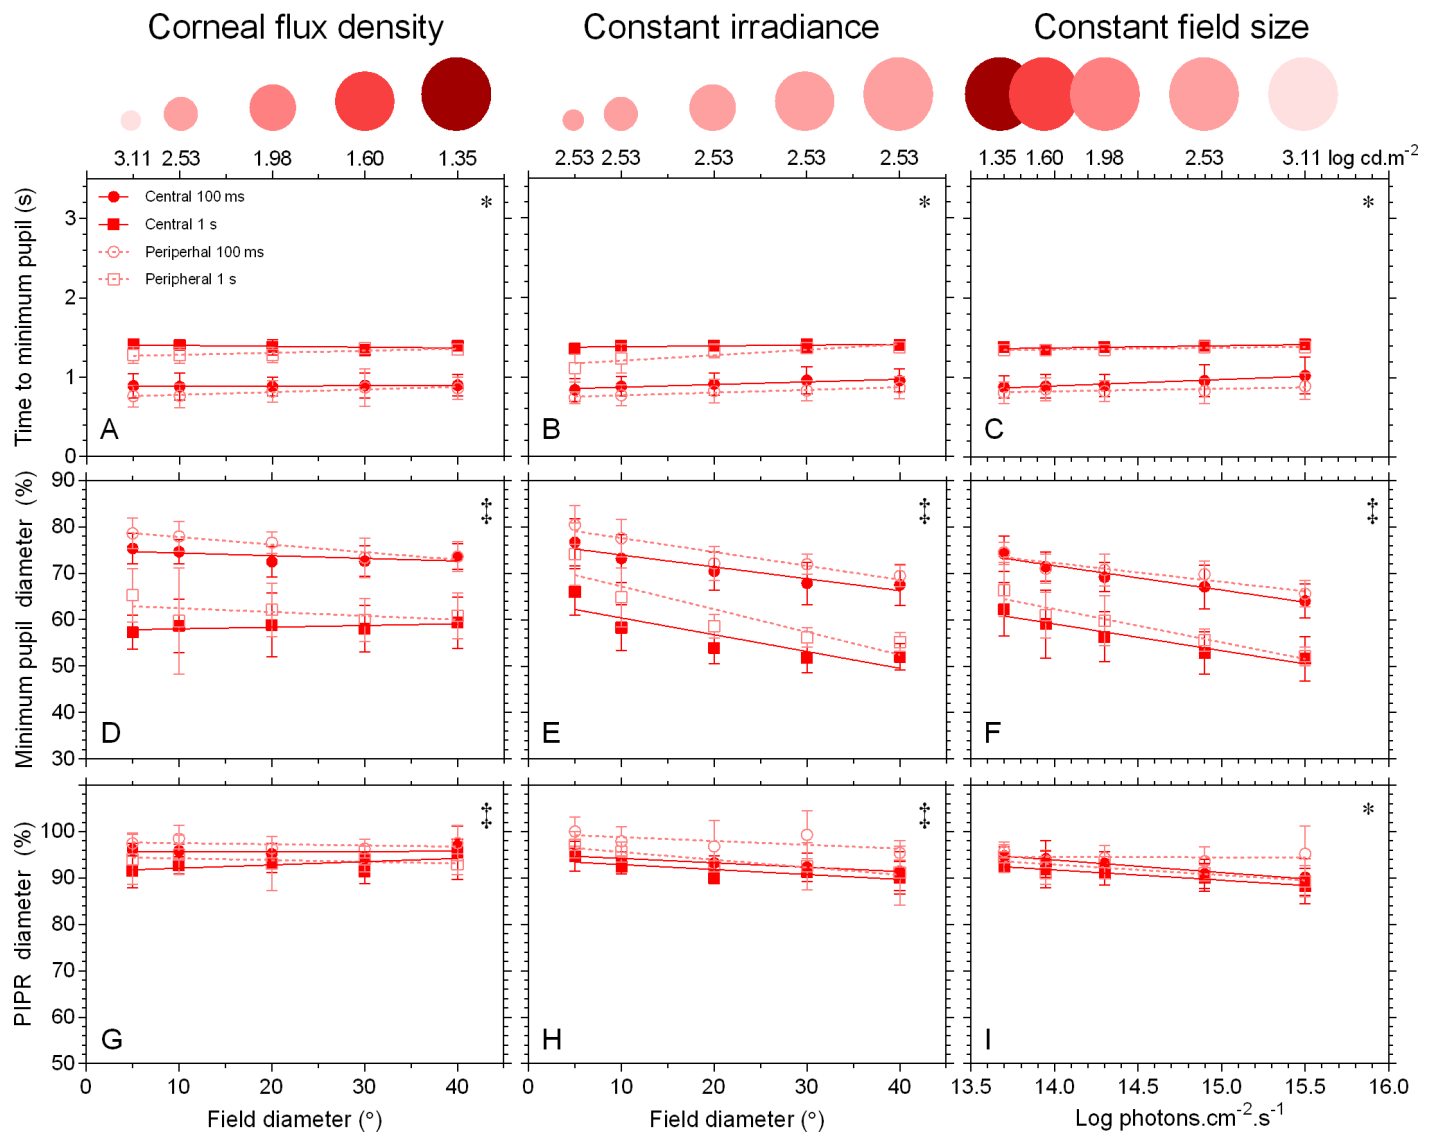 Corneal flux density Constant irradiance Constant field size
3.11 2.53 1.98 1.60 1.35 2.53 2.53 2.53 2.53 2.53 1.35 1.60 1.98 2.53 3.11 log cd.m-2
Time to minimum pupil (s)
3
2
1
0
Central 100 ms
Central 1 s
Periperhal 100 ms
Peripheral 1 s
* * *
A B C
Minimum pupil diameter (%)
90
80
70
60
50
40
30
‡ ‡ ‡
D E F
PIPR diameter (%)
100
90
80
70
60
50
‡ ‡ *
G H I
0 10 20 30 40 0 10 20 30 40 13.5 14.0 14.5 15.0 15.5 16.0
Field diameter (°) Field diameter (°) Log photons.cm-2.s-1